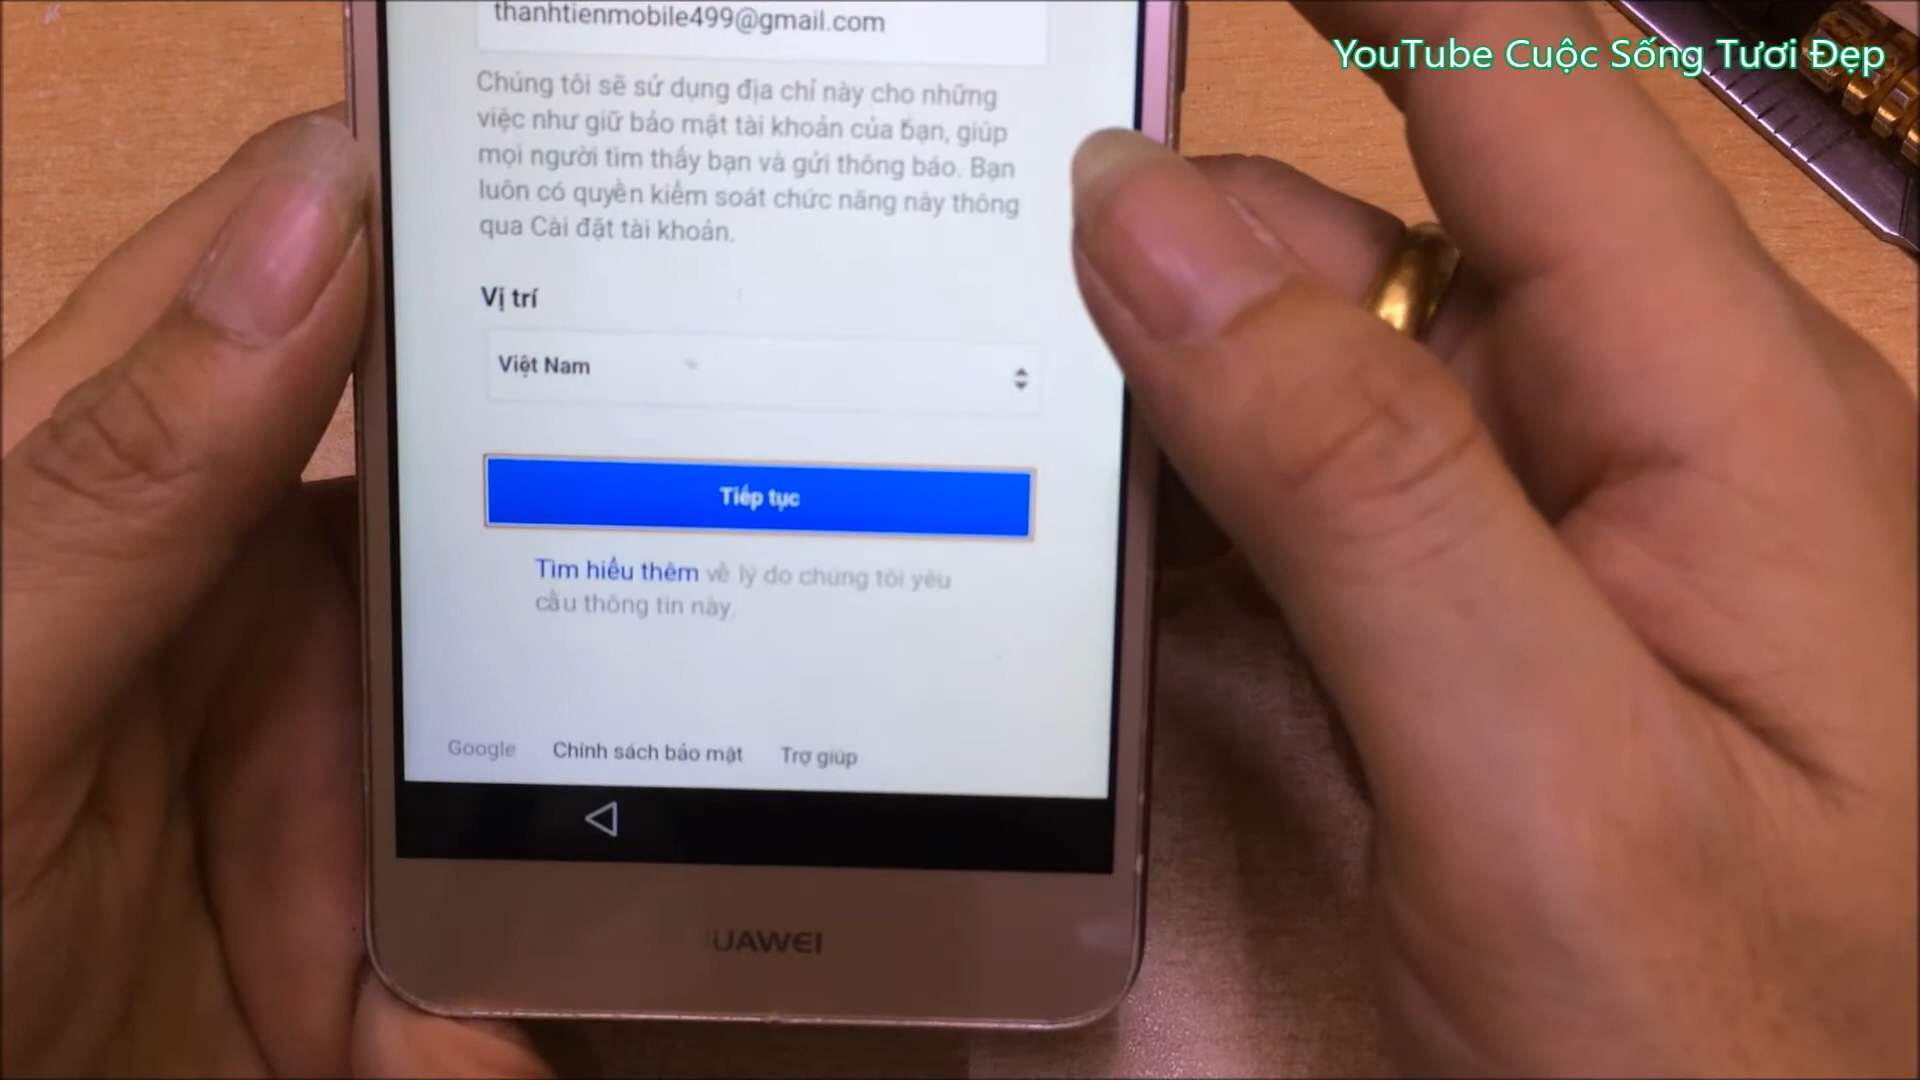 thanhtienmobile499@gmail.com
YouTube Cuộc Sống Tươi Đẹp
Chúng tôi sẽ sử dụng địa chỉ này cho những
việc như giữ bảo mật tài khoản của bạn, giúp
mọi người tìm thấy bạn và gửi thông báo. Bạn
luôn có quyền kiểm soát chức năng này thông
qua Cài đặt tài khoản.
Vị trí
Việt Nam
Tiếp tục
Tìm hiểu thêm về lý do chúng tôi yêu
cầu thông tin này.
Google Chính sách bảo mật Trợ giúp
HUAWEI